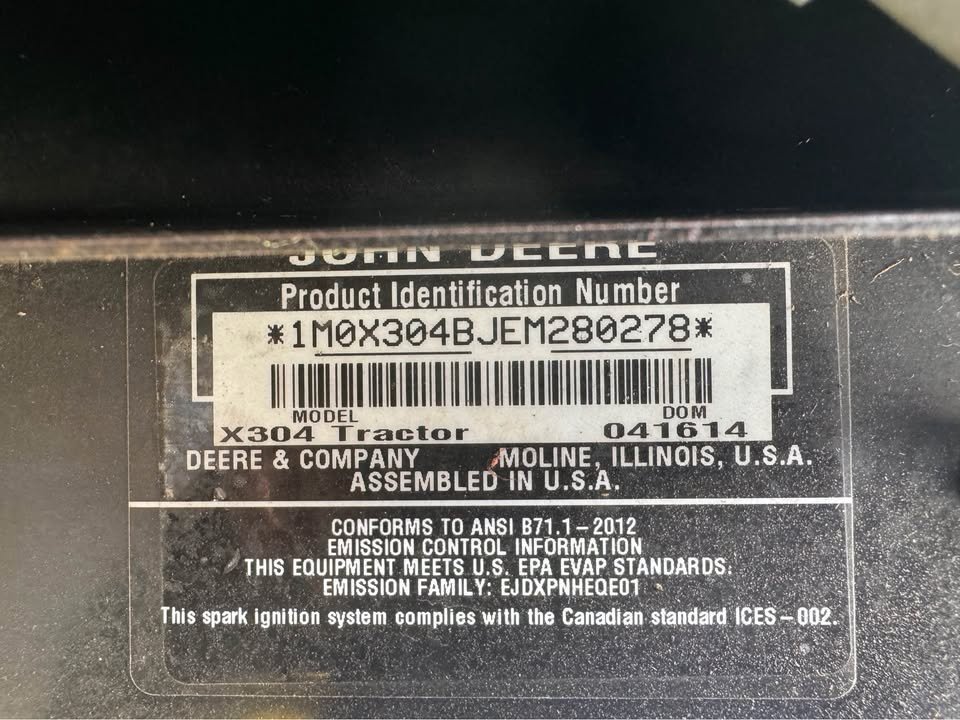 JOHN DEERE
Product Identification Number
*1M0X304BJEM280278*
MODEL DOM
X304 Tractor 041614
DEERE & COMPANY MOLINE, ILLINOIS, U.S.A.
ASSEMBLED IN U.S.A.
CONFORMS TO ANSI B71.1-2012
EMISSION CONTROL INFORMATION
THIS EQUIPMENT MEETS U.S. EPA EVAP STANDARDS.
EMISSION FAMILY: EJDXPNHEQE01
This spark ignition system complies with the Canadian standard ICES-002.